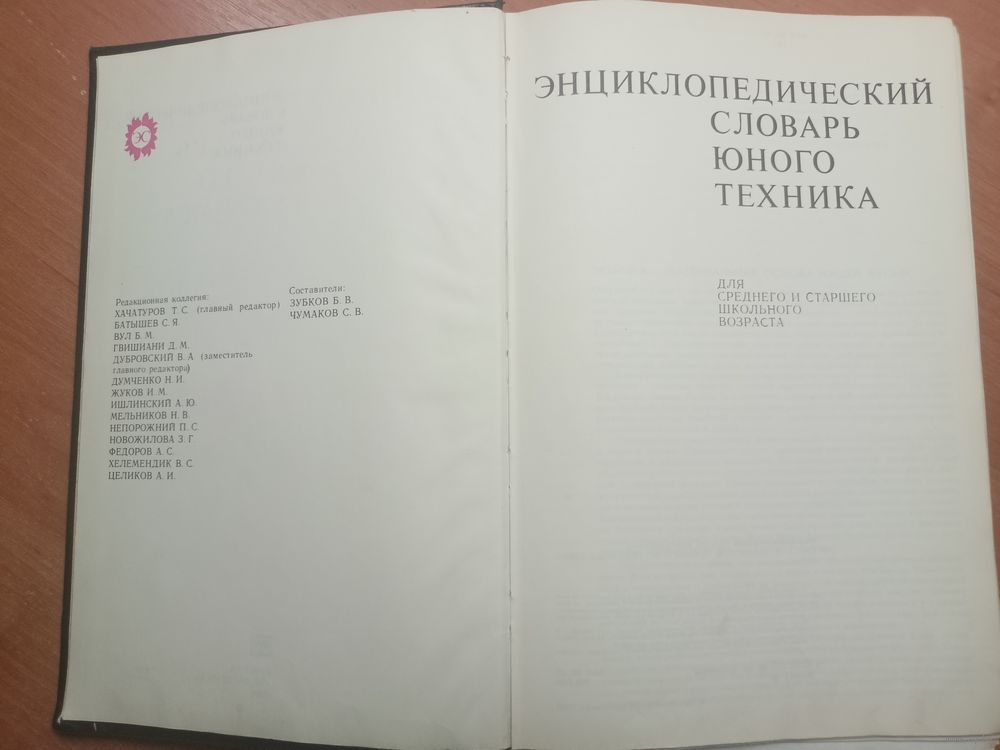 ЭС
Редакционная коллегия:
ХАЧАТУРОВ Т. С. (главный редактор)
БАТЫШЕВ С. Я.
ВУЛ Б. М.
ГВИШИАНИ Д. М.
ДУБРОВСКИЙ В. А. (заместитель
главного редактора)
ДУМЧЕНКО Н. И.
ЖУКОВ И. М.
ИШЛИНСКИЙ А. Ю.
МЕЛЬНИКОВ Н. В.
НЕПОРОЖНИЙ П. С.
НОВОЖИЛОВА З. Г.
ФЕДОРОВ А. С.
ХЕЛЕМЕНДИК В. С.
ЦЕЛИКОВ А. И.
Составители:
ЗУБКОВ Б. В.
ЧУМАКОВ С. В.
ЭНЦИКЛОПЕДИЧЕСКИЙ
СЛОВАРЬ
ЮНОГО
ТЕХНИКА
ДЛЯ
СРЕДНЕГО И СТАРШЕГО
ШКОЛЬНОГО
ВОЗРАСТА